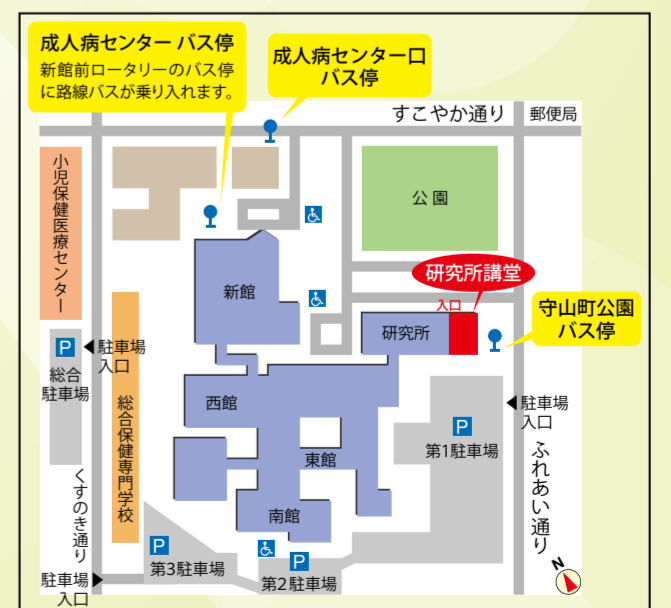 成人病センター バス停
新館前ロータリーのバス停
に路線バスが乗り入れます。
成人病センター口
バス停
すこやか通り
郵便局
小児保健医療センター
公園
新館
研究所講堂
入口
研究所
守山町公園
バス停
P
駐車場
入口
総合
駐車場
総合保健専門学校
西館
東館
P
第1駐車場
駐車場
入口
ふれあい通り
くすのき通り
南館
P
第3駐車場
P
第2駐車場
駐車場
入口
N